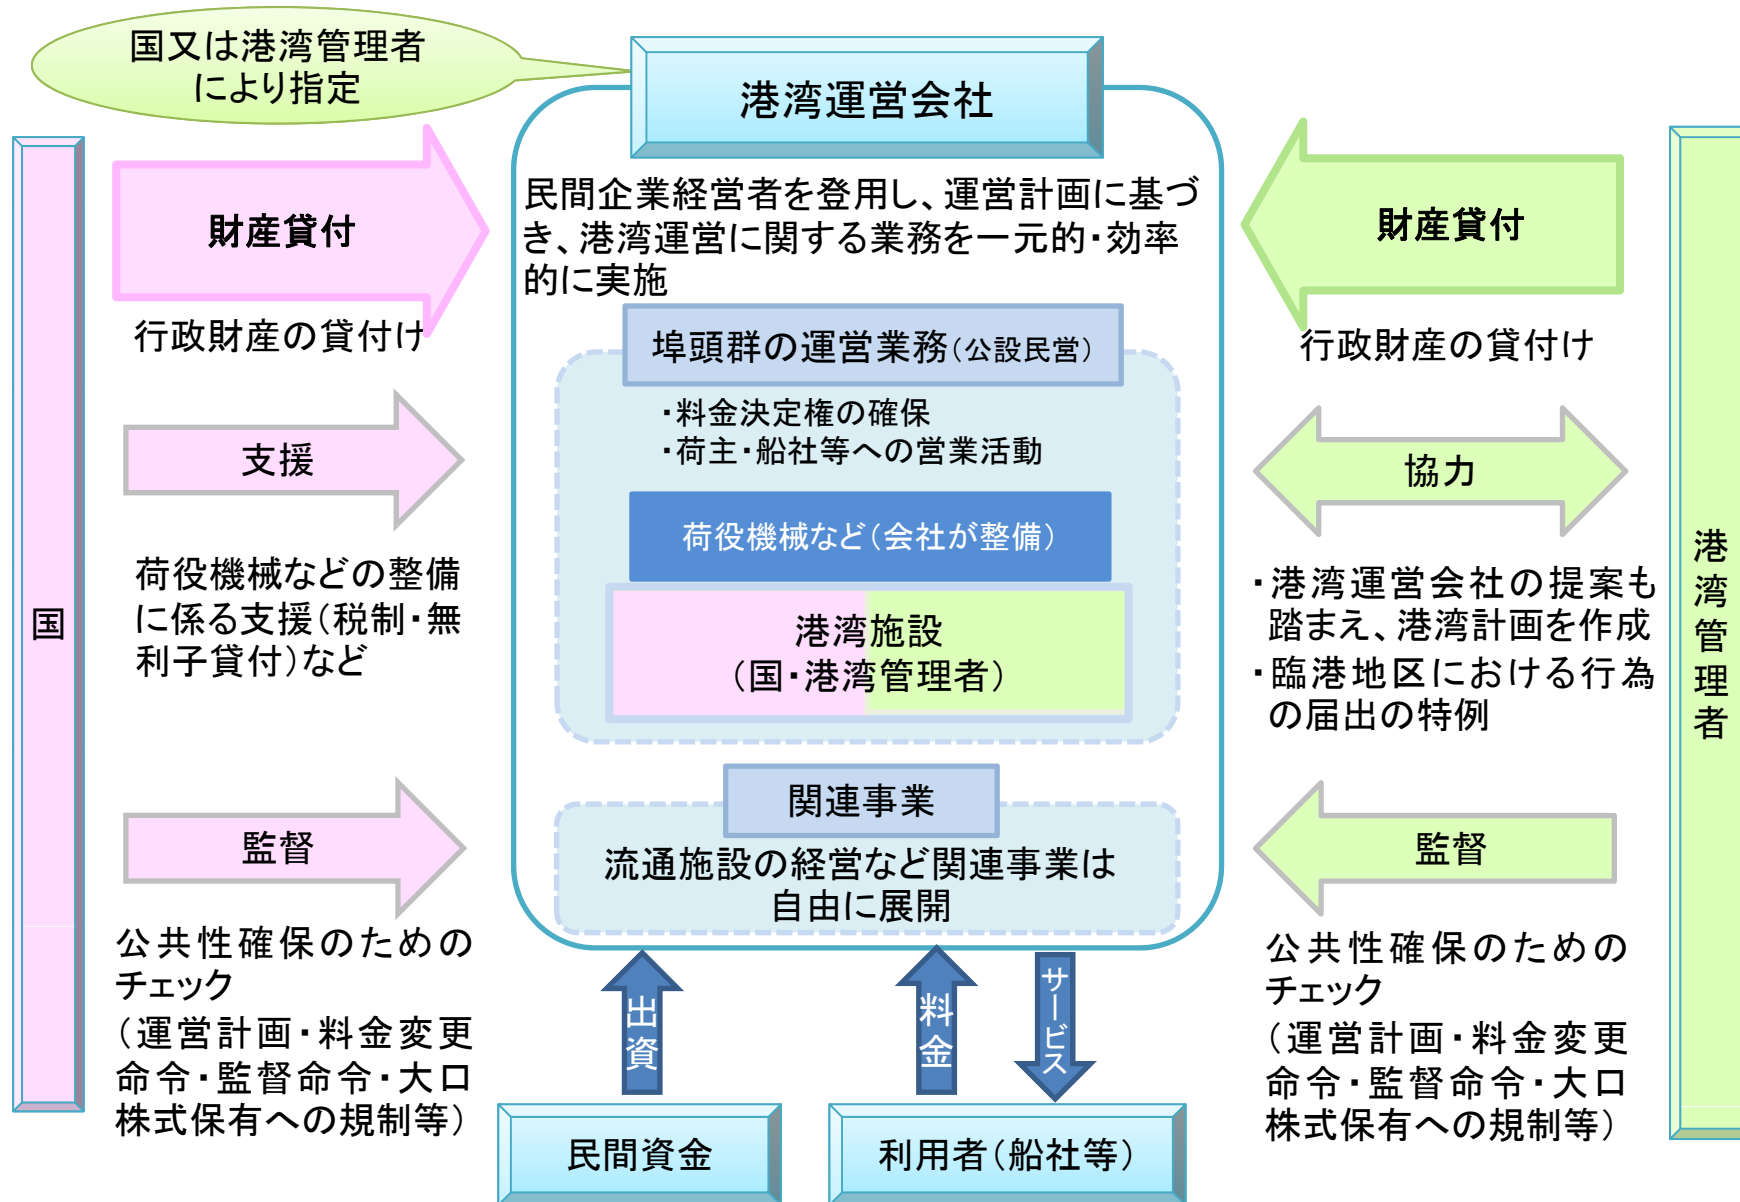 国又は港湾管理者
により指定
港湾運営会社
民間企業経営者を登用し、運営計画に基づ
き、港湾運営に関する業務を一元的・効率
的に実施
国
財産貸付
行政財産の貸付け
支援
荷役機械などの整備
に係る支援（税制・無
利子貸付）など
監督
公共性確保のための
チェック
（運営計画・料金変更
命令・監督命令・大口
株式保有への規制等）
埠頭群の運営業務（公設民営）
・料金決定権の確保
・荷主・船社等への営業活動
荷役機械など（会社が整備）
港湾施設
（国・港湾管理者）
関連事業
流通施設の経営など関連事業は
自由に展開
財産貸付
行政財産の貸付け
協力
・港湾運営会社の提案も
踏まえ、港湾計画を作成
・臨港地区における行為
の届出の特例
監督
公共性確保のための
チェック
（運営計画・料金変更
命令・監督命令・大口
株式保有への規制等）
港湾管理者
出資
料金
サービス
民間資金
利用者（船社等）